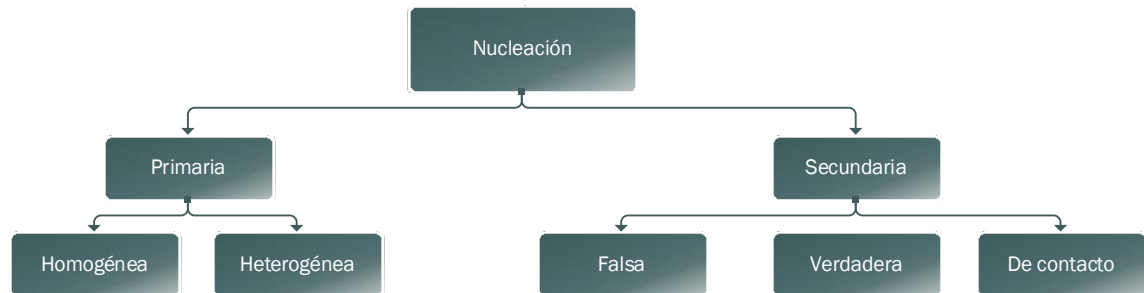 Nucleación
Primaria
Secundaria
Homogénea
Heterogénea
Falsa
Verdadera
De contacto